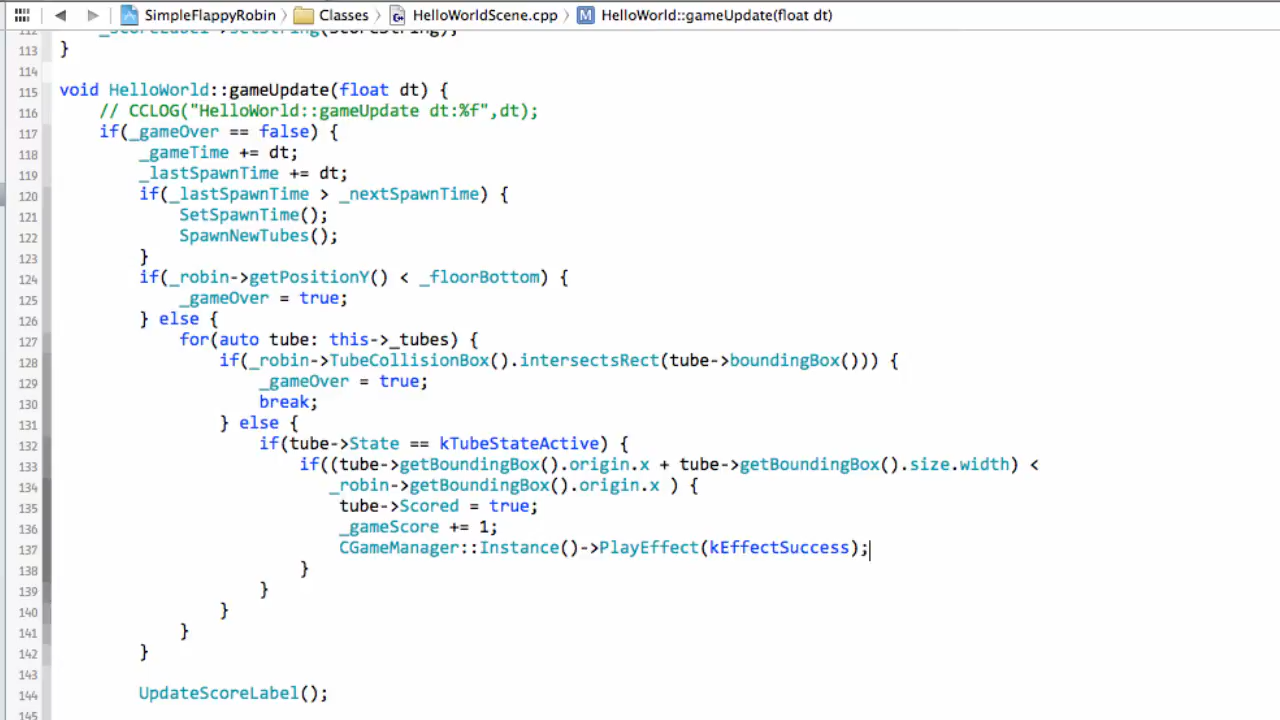 SimpleFlappyRobin Classes HelloWorldScene.cpp M HelloWorld::gameUpdate(float dt)
112 _scoreLabel->setString(scoreString);
113 }
114
115 void HelloWorld::gameUpdate(float dt) {
116 // CCLOG("HelloWorld::gameUpdate dt:%f",dt);
117 if(_gameOver == false) {
118 _gameTime += dt;
119 _lastSpawnTime += dt;
120 if(_lastSpawnTime > _nextSpawnTime) {
121 SetSpawnTime();
122 SpawnNewTubes();
123 }
124 if(_robin->getPositionY() < _floorBottom) {
125 _gameOver = true;
126 } else {
127 for(auto tube: this->_tubes) {
128 if(_robin->TubeCollisionBox().intersectsRect(tube->boundingBox())) {
129 _gameOver = true;
130 break;
131 } else {
132 if(tube->State == kTubeStateActive) {
133 if((tube->getBoundingBox().origin.x + tube->getBoundingBox().size.width) <
134 _robin->getBoundingBox().origin.x ) {
135 tube->Scored = true;
136 _gameScore += 1;
137 CGameManager::Instance()->PlayEffect(kEffectSuccess);
138 }
139 }
140 }
141 }
142 }
143
144 UpdateScoreLabel();
145